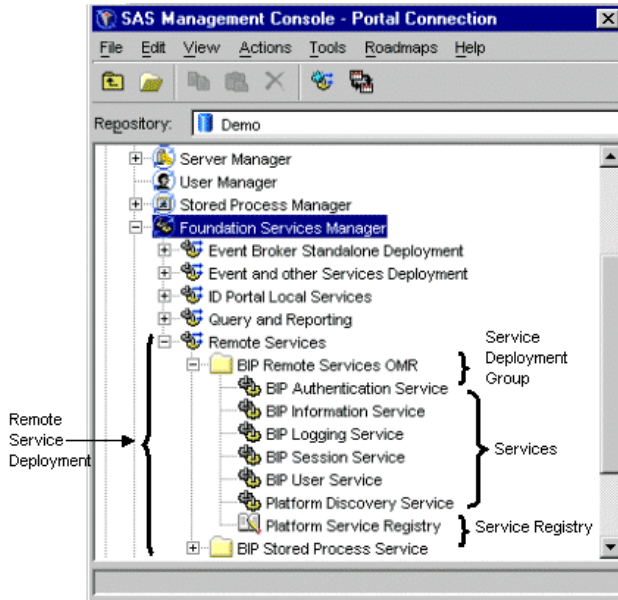 SAS Management Console - Portal Connection
File Edit View Actions Tools Roadmaps Help
Repository: Demo
Server Manager
User Manager
Stored Process Manager
Foundation Services Manager
Event Broker Standalone Deployment
Event and other Services Deployment
ID Portal Local Services
Query and Reporting
Remote Services
BIP Remote Services OMR
BIP Authentication Service
BIP Information Service
BIP Logging Service
BIP Session Service
BIP User Service
Platform Discovery Service
Platform Service Registry
BIP Stored Process Service
Remote
Service
Deployment
Service
Deployment
Group
Services
Service Registry